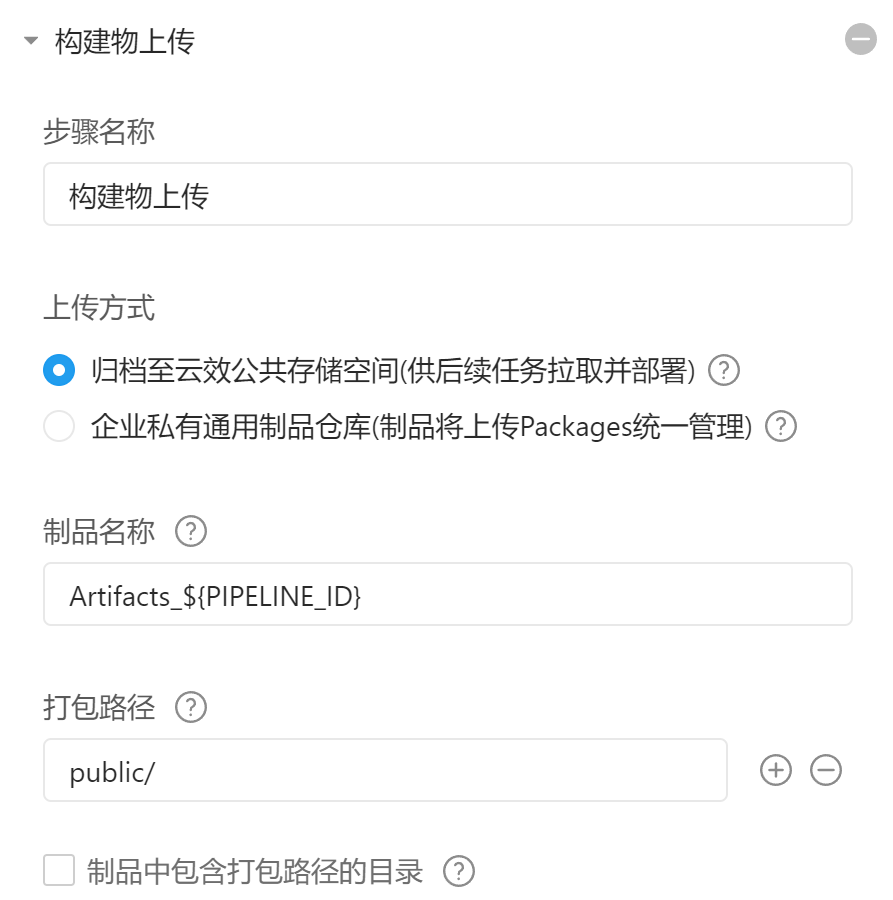 构建物上传
步骤名称
构建物上传
上传方式
归档至云效公共存储空间(供后续任务拉取并部署) ?
企业私有通用制品仓库(制品将上传Packages统一管理) ?
制品名称 ?
Artifacts_${PIPELINE_ID}
打包路径 ?
public/
制品中包含打包路径的目录 ?